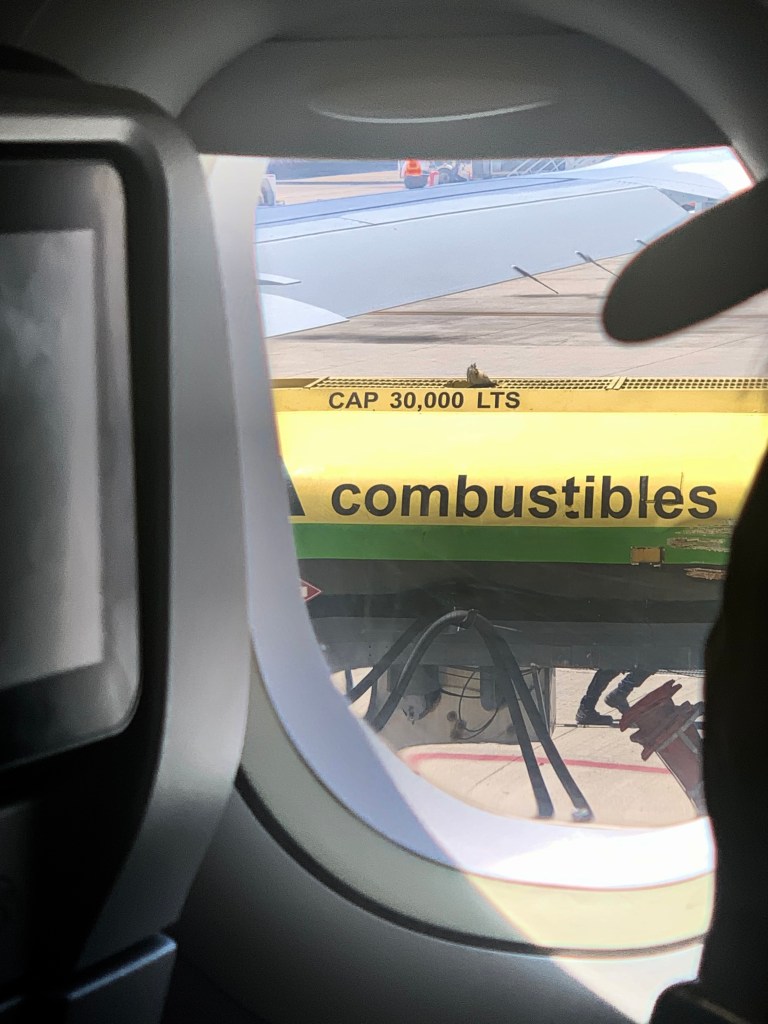 CAP 30,000 LTS
A combustibles